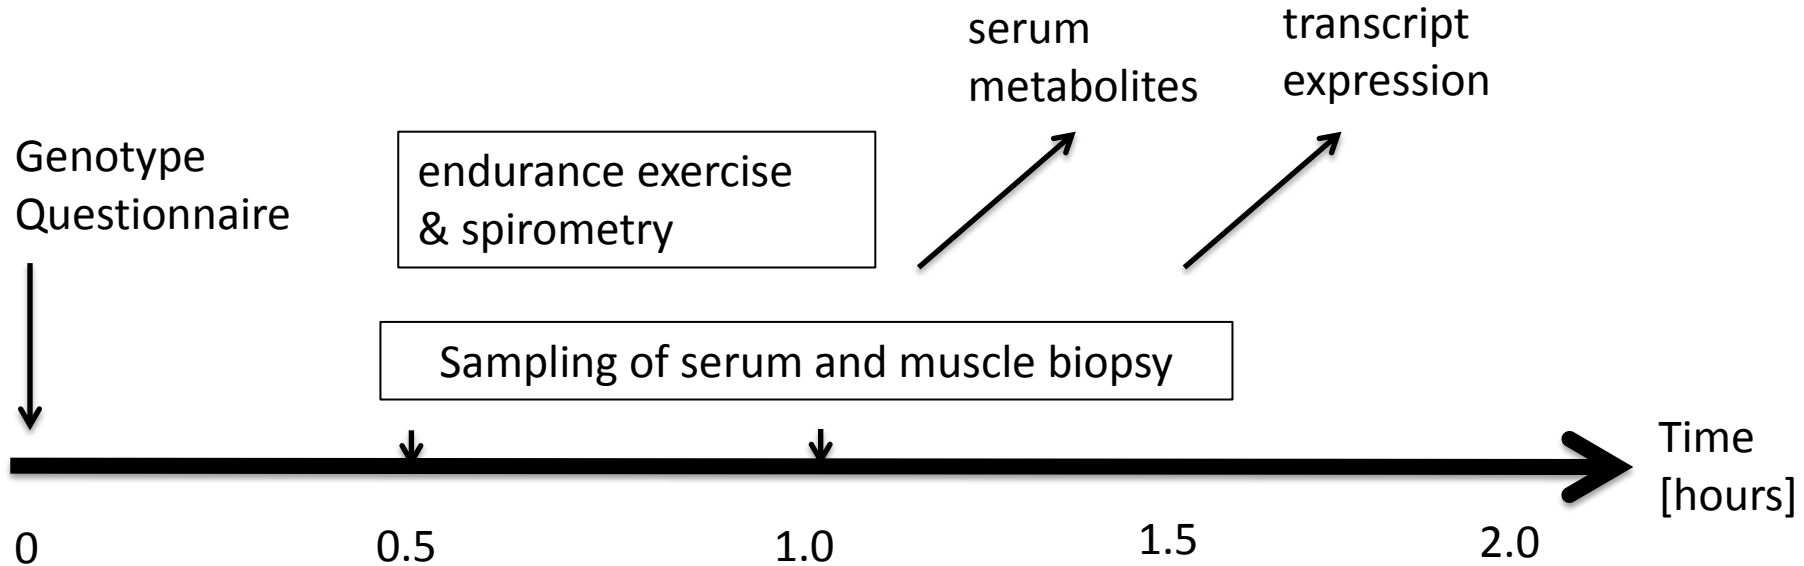 serum
metabolites
transcript
expression
Genotype
Questionnaire
endurance exercise
& spirometry
Sampling of serum and muscle biopsy
Time
[hours]
0
0.5
1.0
1.5
2.0